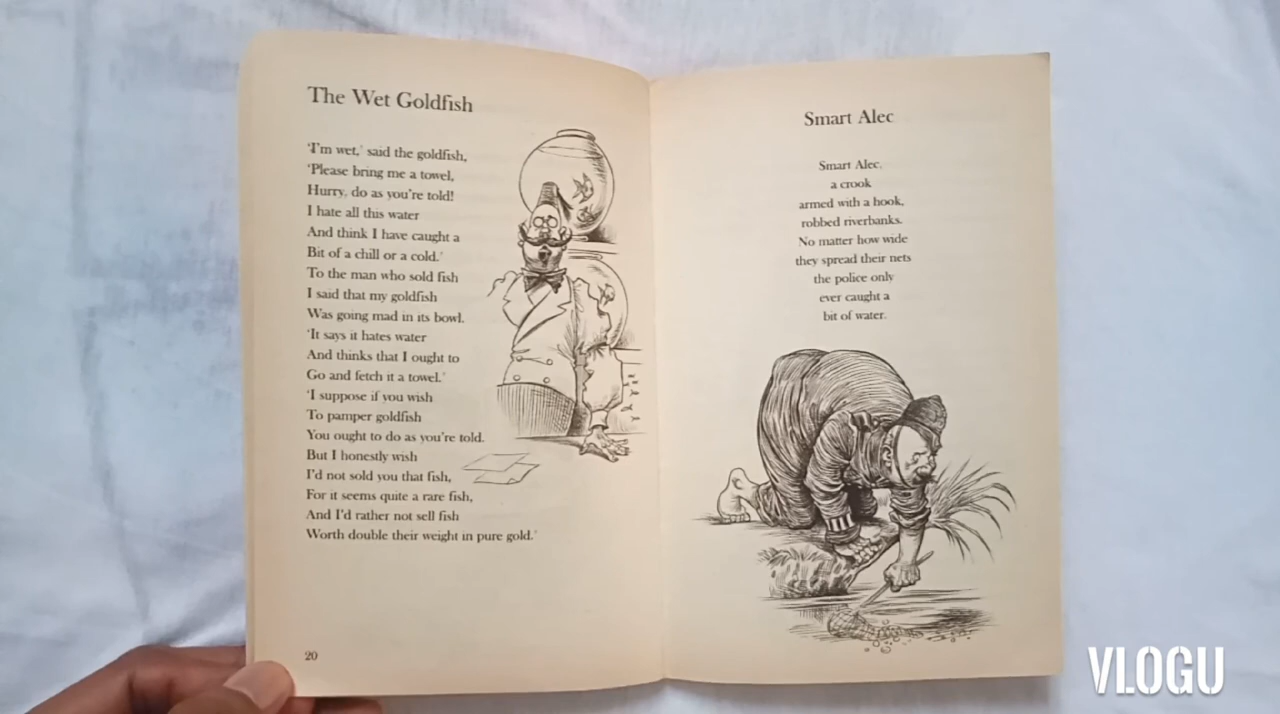 The Wet Goldfish
'I'm wet,' said the goldfish,
'Please bring me a towel,
Hurry, do as you're told!
I hate all this water
And think I have caught a
Bit of a chill or a cold.'
To the man who sold fish
I said that my goldfish
Was going mad in its bowl.
'It says it hates water
And thinks that I ought to
Go and fetch it a towel.'
'I suppose if you wish
To pamper goldfish
You ought to do as you're told.
But I honestly wish
I'd not sold you that fish,
For it seems quite a rare fish,
And I'd rather not sell fish
Worth double their weight in pure gold.'
20
Smart Alec
Smart Alec,
a crook
armed with a hook,
robbed riverbanks.
No matter how wide
they spread their nets
the police only
ever caught a
bit of water.
VLOGU